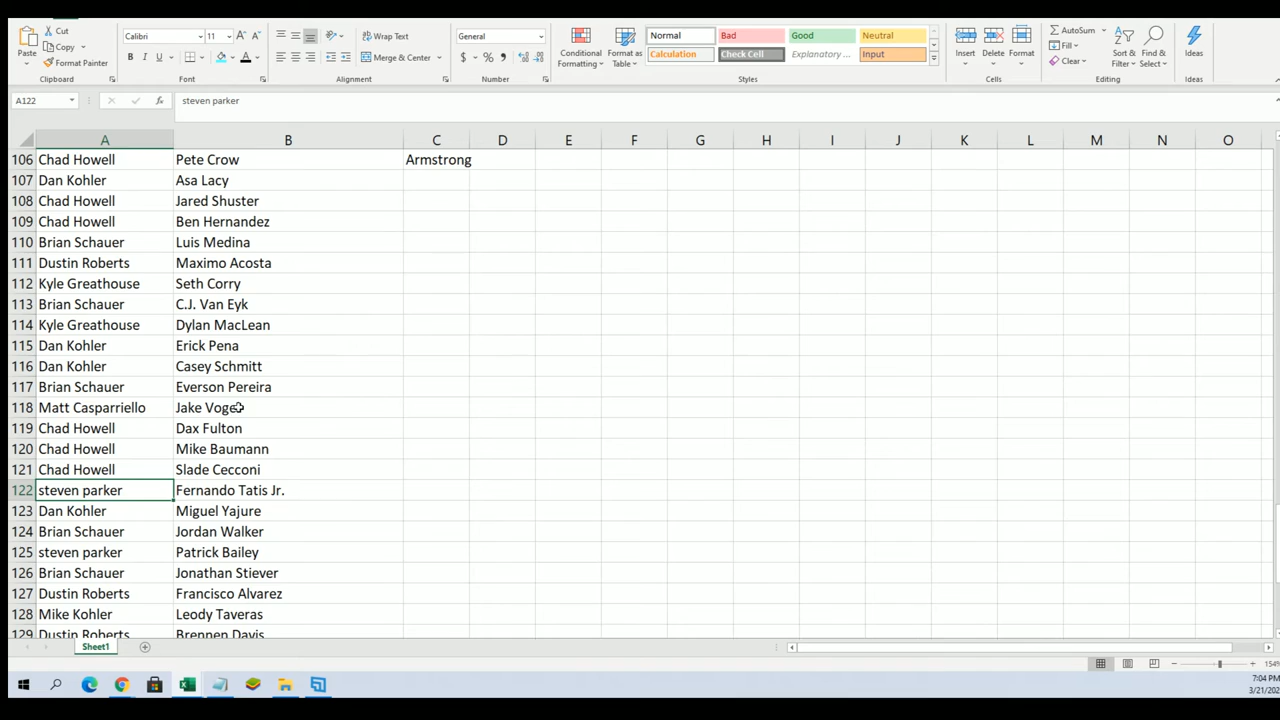 Cut
Copy
Format Painter
Paste
Clipboard
Calibri 11 A A
B I U A
Font
Wrap Text
Merge & Center
Alignment
General
$ % , .00
Number
Conditional Formatting
Format as Table
Normal Bad Good Neutral
Calculation Check Cell Explanatory ... Input
Styles
Insert Delete Format
Cells
AutoSum
Fill
Clear
Sort & Filter
Find & Select
Editing
Ideas
Ideas
A122 fx steven parker
A B C D E F G H I J K L M N O
106 Chad Howell Pete Crow Armstrong
107 Dan Kohler Asa Lacy
108 Chad Howell Jared Shuster
109 Chad Howell Ben Hernandez
110 Brian Schauer Luis Medina
111 Dustin Roberts Maximo Acosta
112 Kyle Greathouse Seth Corry
113 Brian Schauer C.J. Van Eyk
114 Kyle Greathouse Dylan MacLean
115 Dan Kohler Erick Pena
116 Dan Kohler Casey Schmitt
117 Brian Schauer Everson Pereira
118 Matt Casparriello Jake
119 Chad Howell Dax Fulton
120 Chad Howell Mike Baumann
121 Chad Howell Slade Cecconi
122 steven parker Fernando Tatis Jr.
123 Dan Kohler Miguel Yajure
124 Brian Schauer Jordan Walker
125 steven parker Patrick Bailey
126 Brian Schauer Jonathan Stiever
127 Dustin Roberts Francisco Alvarez
128 Mike Kohler Leody Taveras
129 Dustin Roberts Brennen Davis
Sheet1
154%
7:04 PM
3/21/202